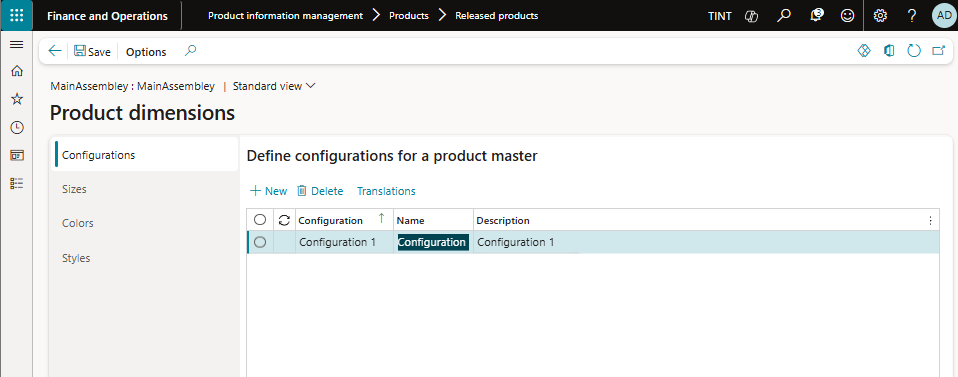 Finance and Operations Product information management Products Released products TINT 3 ? AD
Save Options
MainAssembley : MainAssembley | Standard view
Product dimensions
Configurations
Sizes
Colors
Styles
Define configurations for a product master
New Delete Translations
Configuration ↑ Name Description
Configuration 1 Configuration Configuration 1